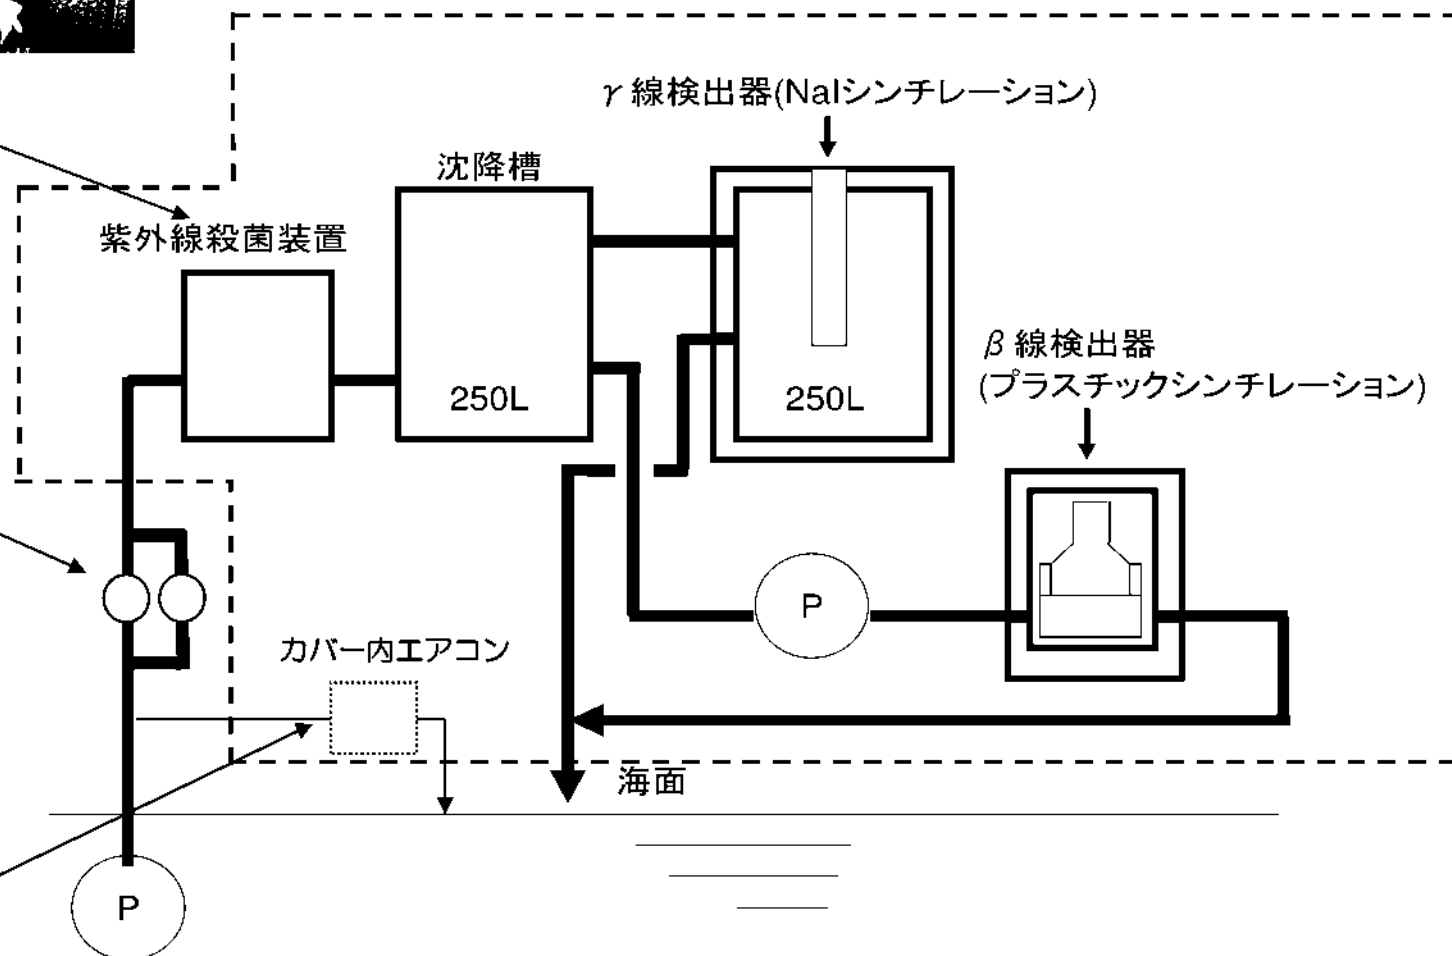 γ線検出器(NaIシンチレーション)
沈降槽
紫外線殺菌装置
β線検出器
(プラスチックシンチレーション)
250L
250L
P
カバー内エアコン
海面
P